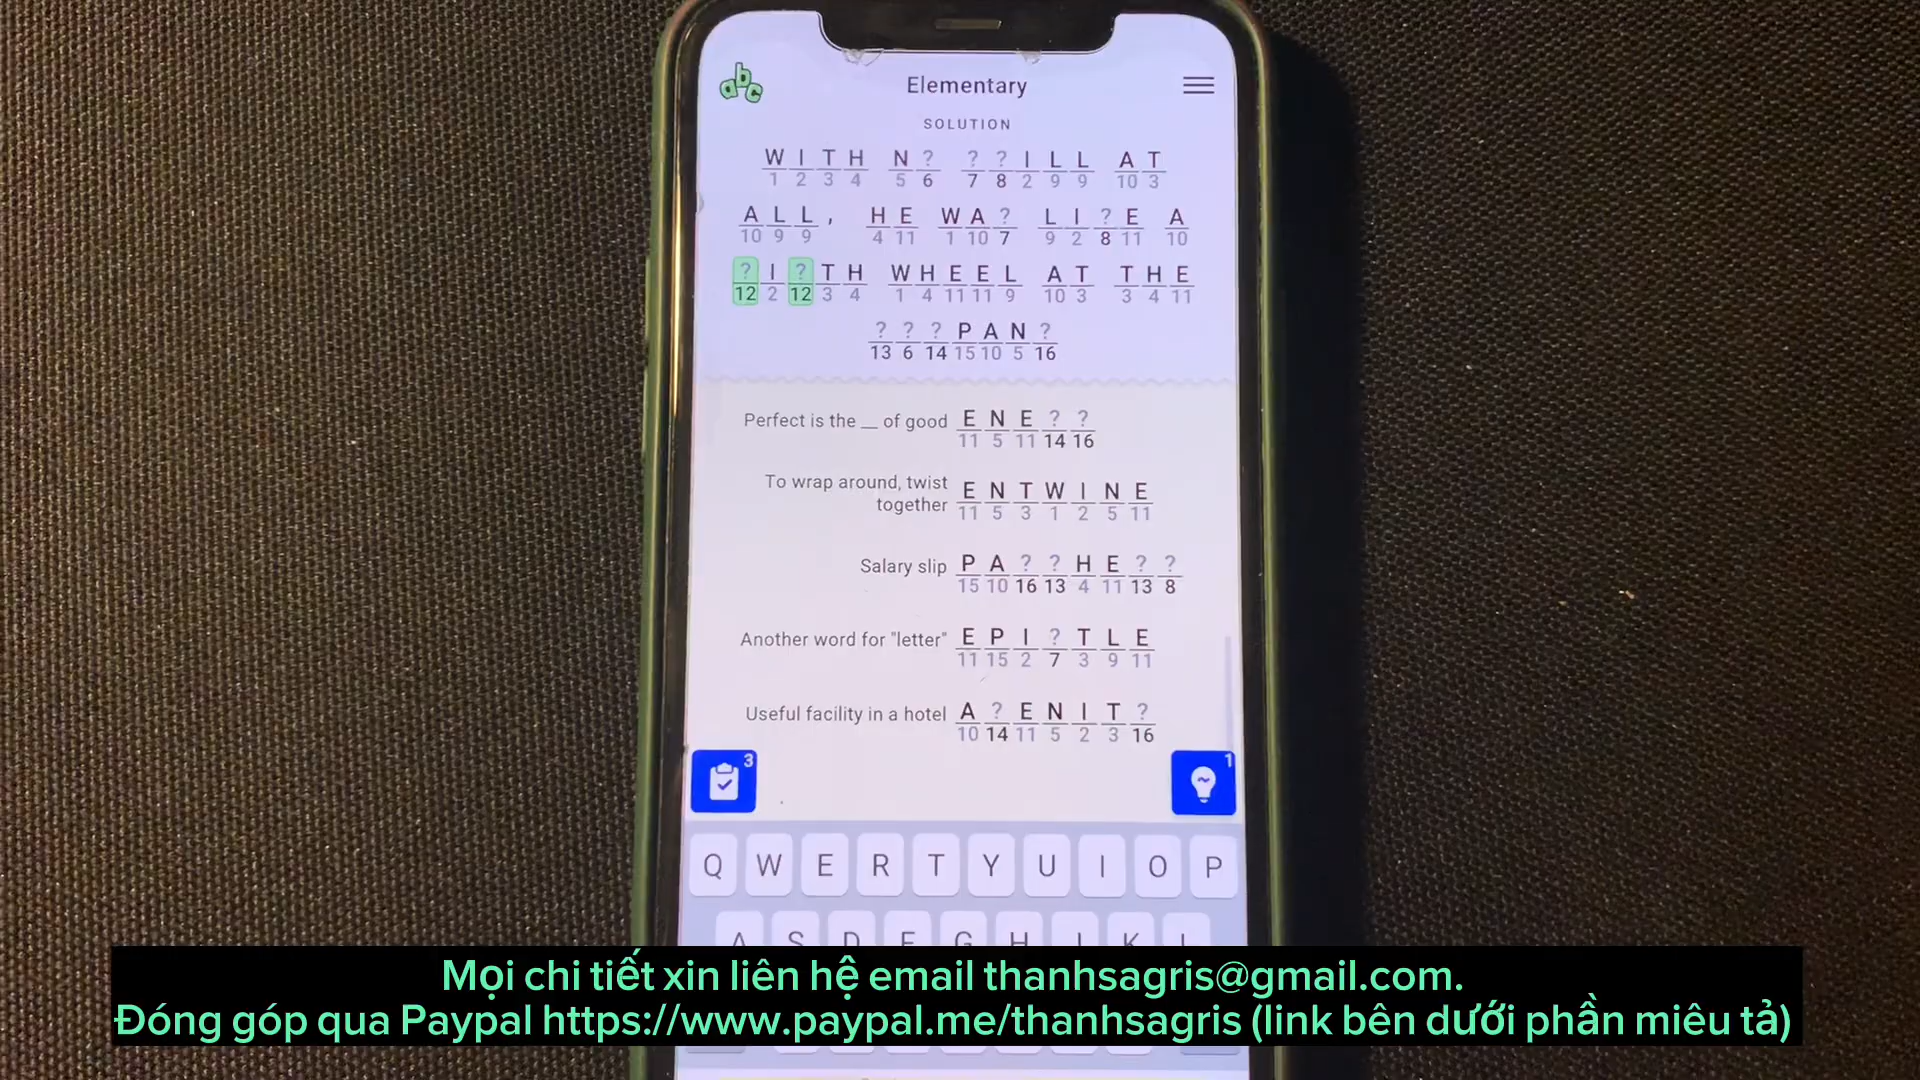 abc
Elementary
SOLUTION
W I T H N ? ? ? I L L A T
1 2 3 4 5 6 7 8 2 9 9 10 3
A L L , H E W A ? L I ? E A
10 9 9 4 11 1 10 7 9 2 8 11 10
? I ? T H W H E E L A T T H E
12 2 12 3 4 1 4 11 11 9 10 3 3 4 11
? ? ? P A N ?
13 6 14 15 10 5 16
Perfect is the __ of good E N E ? ?
11 5 11 14 16
To wrap around, twist together E N T W I N E
11 5 3 1 2 5 11
Salary slip P A ? ? H E ? ?
15 10 16 13 4 11 13 8
Another word for "letter" E P I ? T L E
11 15 2 7 3 9 11
Useful facility in a hotel A ? E N I T ?
10 14 11 5 2 3 16
3 1
Q W E R T Y U I O P
A S D F G H J K L
Mọi chi tiết xin liên hệ email thanhsagris@gmail.com.
Đóng góp qua Paypal https://www.paypal.me/thanhsagris (link bên dưới phần miêu tả)